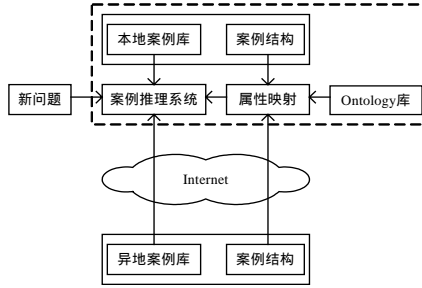 本地案例库
案例结构
新问题
案例推理系统
属性映射
Ontology库
Internet
异地案例库
案例结构